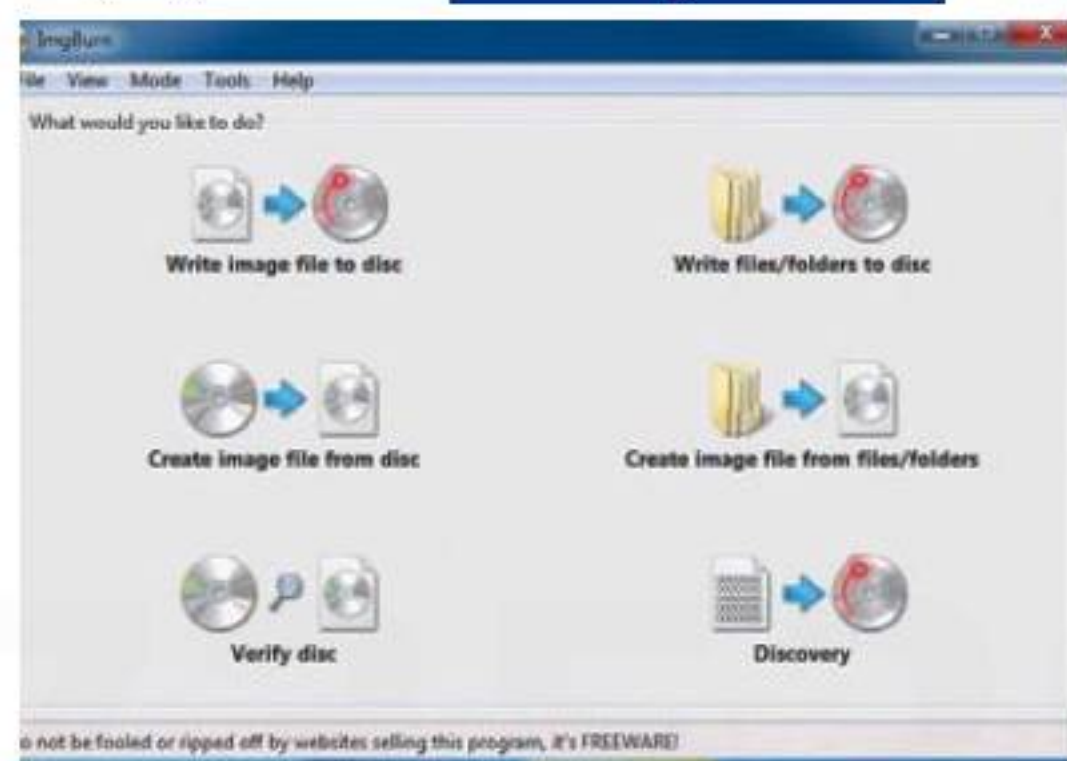 ImgBurn
File View Mode Tools Help
What would you like to do?
Write image file to disc
Write files/folders to disc
Create image file from disc
Create image file from files/folders
Verify disc
Discovery
o not be fooled or ripped off by websites selling this program, it's FREEWARE!